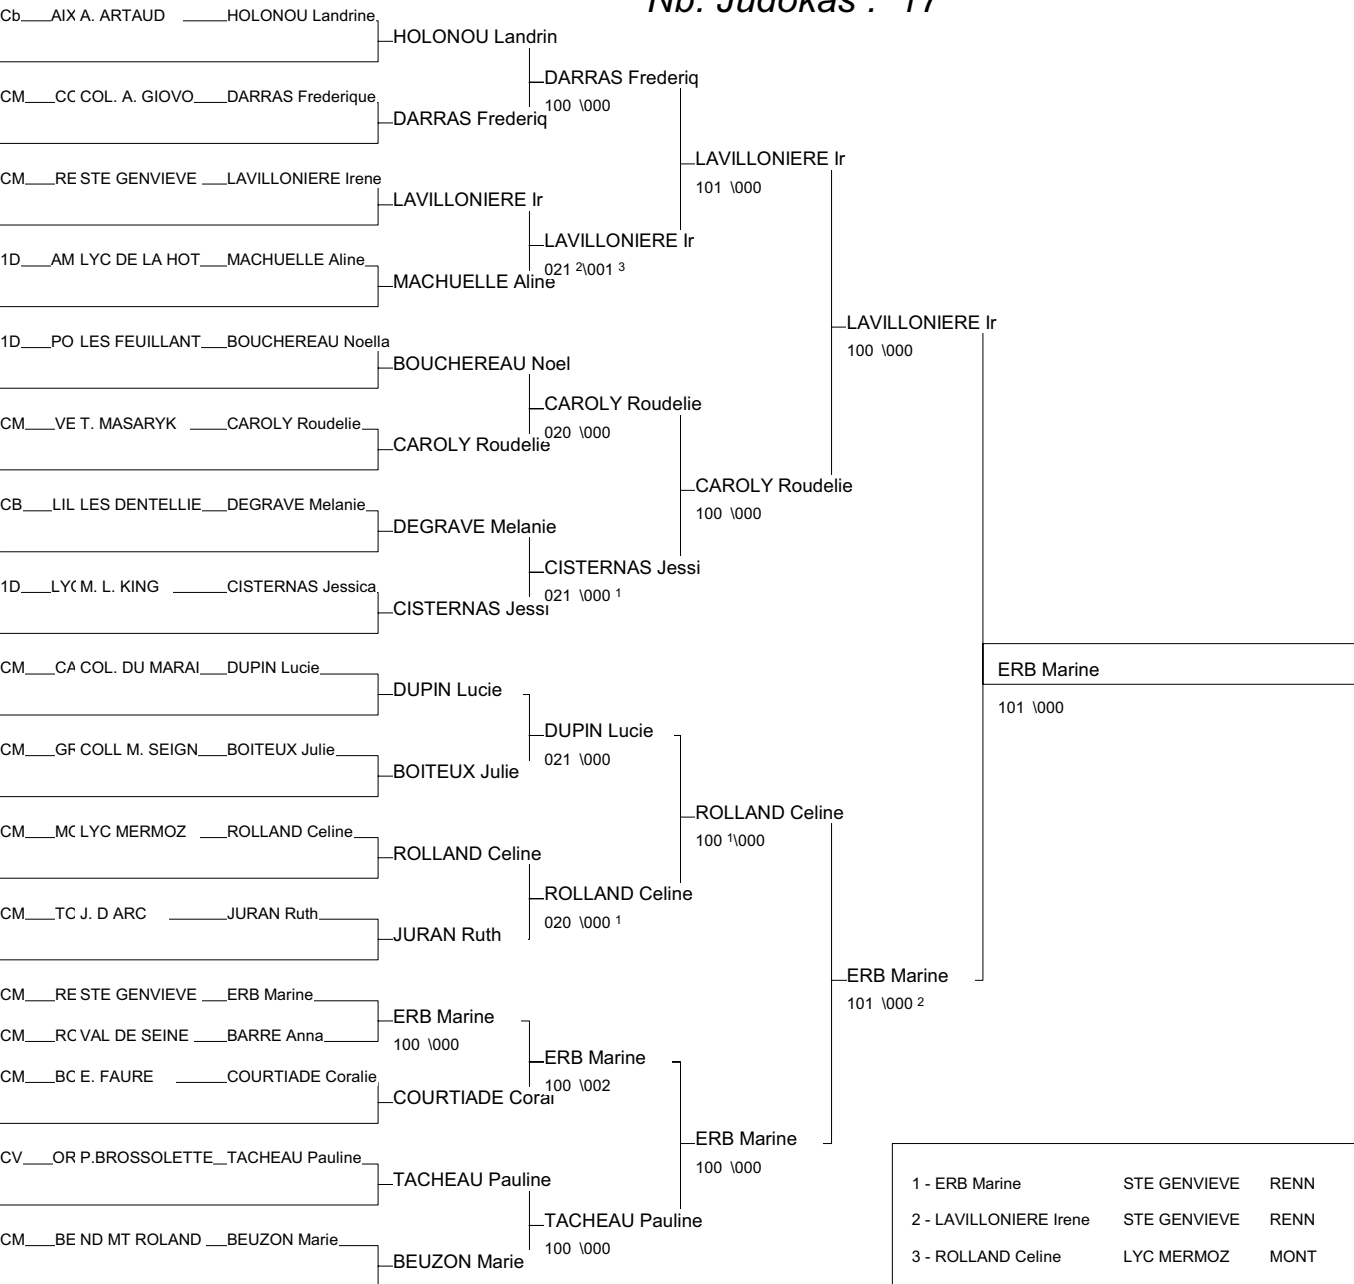 Nb. Judokas : 17
Cb AIX A. ARTAUD HOLONOU Landrine
HOLONOU Landrin
DARRAS Frederiq
CM CC COL. A. GIOVO DARRAS Frederique
100 \000
DARRAS Frederiq
LAVILLONIERE Ir
CM RE STE GENVIEVE LAVILLONIERE Irene
101 \000
LAVILLONIERE Ir
LAVILLONIERE Ir
1D AM LYC DE LA HOT MACHUELLE Aline
021 2\001 3
MACHUELLE Aline
LAVILLONIERE Ir
1D PO LES FEUILLANT BOUCHEREAU Noella
100 \000
BOUCHEREAU Noel
CAROLY Roudelie
CM VE T. MASARYK CAROLY Roudelie
020 \000
CAROLY Roudelie
CAROLY Roudelie
CB LIL LES DENTELLIE DEGRAVE Melanie
100 \000
DEGRAVE Melanie
CISTERNAS Jessi
1D LYC M. L. KING CISTERNAS Jessica
021 \000 1
CISTERNAS Jessi
CM CA COL. DU MARAI DUPIN Lucie
ERB Marine
DUPIN Lucie
101 \000
DUPIN Lucie
CM GR COLL M. SEIGN BOITEUX Julie
021 \000
BOITEUX Julie
ROLLAND Celine
CM MO LYC MERMOZ ROLLAND Celine
100 1\000
ROLLAND Celine
ROLLAND Celine
CM TO J. D ARC JURAN Ruth
020 \000 1
JURAN Ruth
ERB Marine
CM RE STE GENVIEVE ERB Marine
101 \000 2
ERB Marine
CM RO VAL DE SEINE BARRE Anna
100 \000
ERB Marine
CM BO E. FAURE COURTIADE Coralie
100 \002
COURTIADE Coral
ERB Marine
CV OR P.BROSSOLETTE TACHEAU Pauline
100 \000
TACHEAU Pauline
1 - ERB Marine STE GENVIEVE RENN
TACHEAU Pauline
2 - LAVILLONIERE Irene STE GENVIEVE RENN
CM BE ND MT ROLAND BEUZON Marie
100 \000
BEUZON Marie
3 - ROLLAND Celine LYC MERMOZ MONT